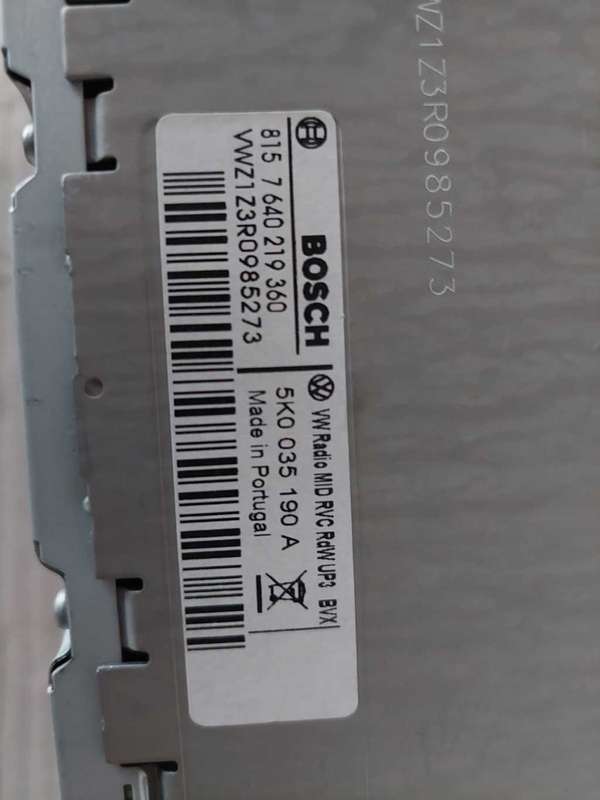 VWZ1Z3R0985273
BOSCH
815 7 640 219 360
VWZ1Z3R0985273
VW Radio MID RVC RdW UP3 BVX
5K0 035 190 A
Made in Portugal